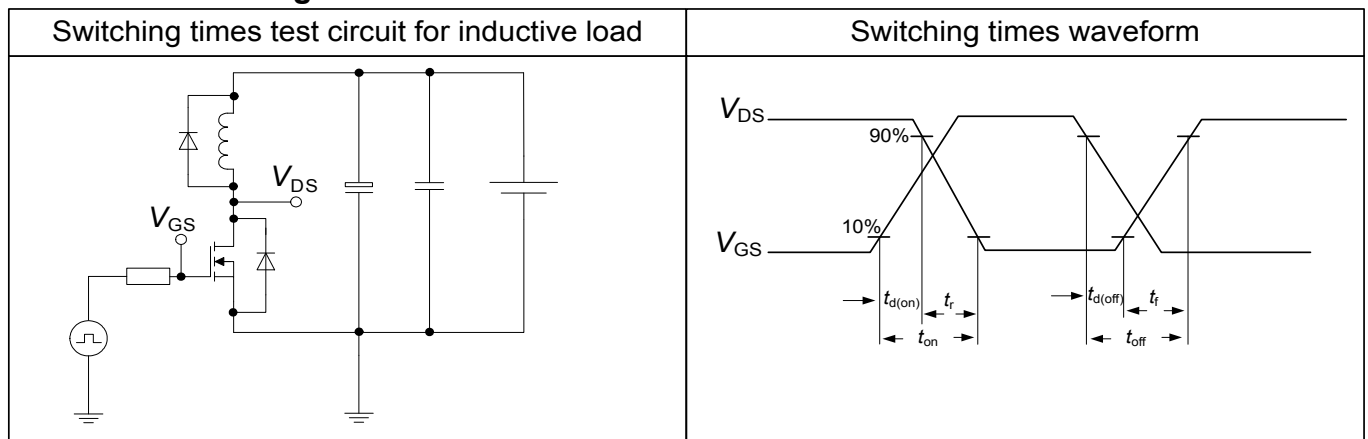 Switching times test circuit for inductive load
Switching times waveform
VDS
VGS
VDS
90%
10%
VGS
td(on) tr
ton
td(off) tf
toff